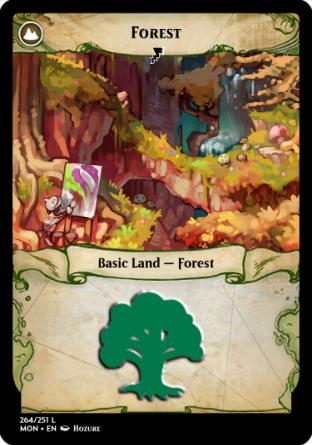 FOREST
Basic Land — Forest
264/251 L
MON • EN HOZURE